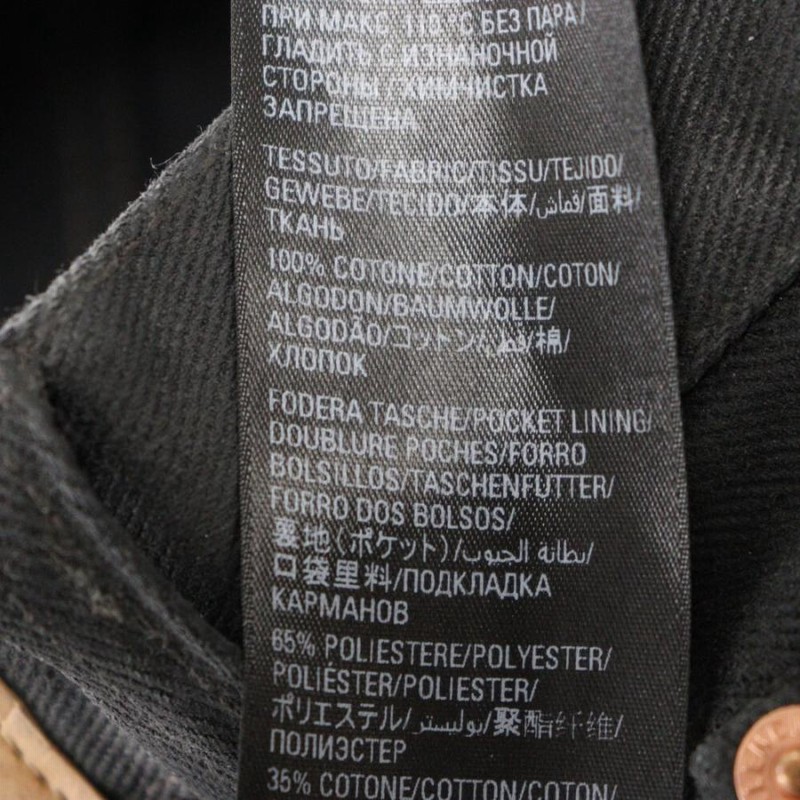 ПРИ МАКС. 110°C БЕЗ ПАРА/
ГЛАДИТЬ С ИЗНАНОЧНОЙ
СТОРОНЫ/ХИМЧИСТКА
ЗАПРЕЩЕНА
TESSUTO/FABRIC/TISSU/TEJIDO/
GEWEBE/TECIDO/本体/قماش/面料/
ТКАНЬ
100% COTONE/COTTON/COTON/
ALGODON/BAUMWOLLE/
ALGODÃO/コットン/قطن/棉/
ХЛОПОК
FODERA TASCHE/POCKET LINING/
DOUBLURE POCHES/FORRO
BOLSILLOS/TASCHENFUTTER/
FORRO DOS BOLSOS/
裏地(ポケット)/بطانة الجيوب/
口袋里料/ПОДКЛАДКА
КАРМАНОВ
65% POLIESTERE/POLYESTER/
POLIÉSTER/POLIESTER/
ポリエステル/بوليستر/聚酯纤维/
ПОЛИЭСТЕР
35% COTONE/COTTON/COTON/